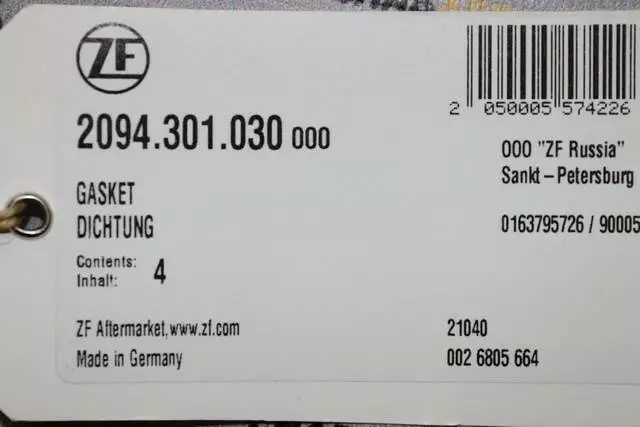 ZF
2 050005 574226
2094.301.030 000
OOO "ZF Russia"
Sankt-Petersburg
GASKET
DICHTUNG
0163795726 / 90005
Contents:
Inhalt: 4
ZF Aftermarket, www.zf.com
21040
Made in Germany
002 6805 664